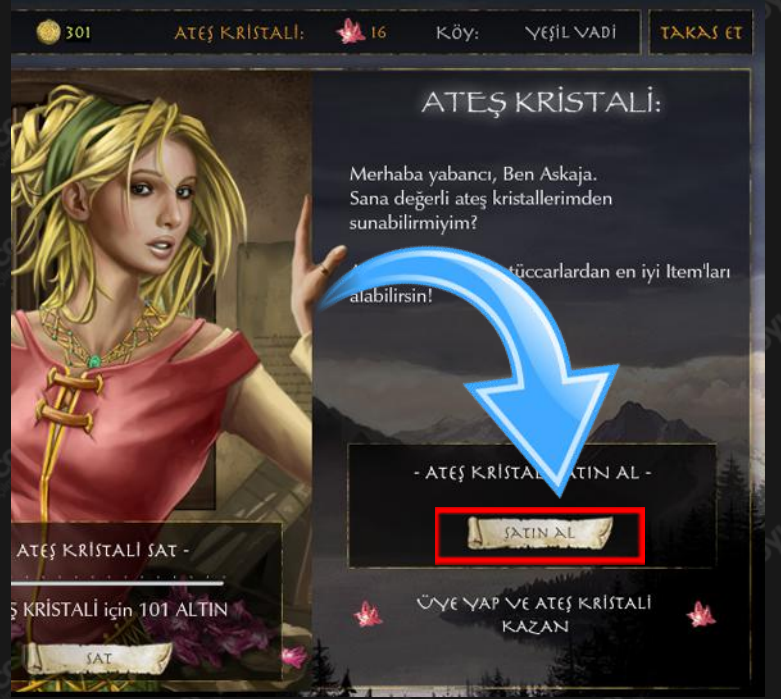 301 ATEŞ KRİSTALİ: 16 KÖY: YEŞİL VADİ TAKAS ET
ATEŞ KRİSTALİ:
Merhaba yabancı, Ben Askaja.
Sana değerli ateş kristallerimden
sunabilirmiyim?
tüccarlardan en iyi Item'ları
alabilirsin!
- ATEŞ KRİSTAL SATIN AL -
SATIN AL
ATEŞ KRİSTALİ SAT -
KRİSTALİ için 101 ALTIN
SAT
ÜYE YAP VE ATEŞ KRİSTALİ
KAZAN